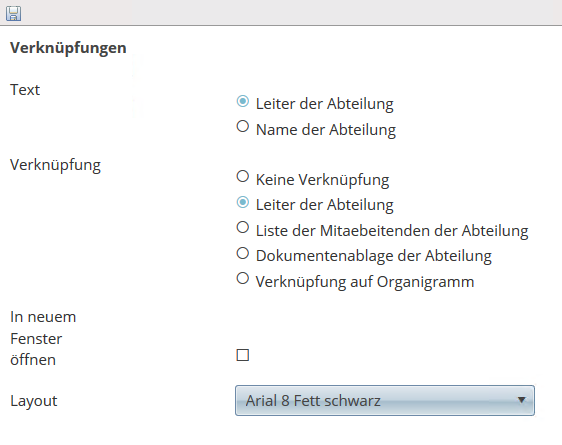 Verknüpfungen
Text
Leiter der Abteilung
Name der Abteilung
Verknüpfung
Keine Verknüpfung
Leiter der Abteilung
Liste der Mitaebeitenden der Abteilung
Dokumentenablage der Abteilung
Verknüpfung auf Organigramm
In neuem
Fenster
öffnen
Layout
Arial 8 Fett schwarz